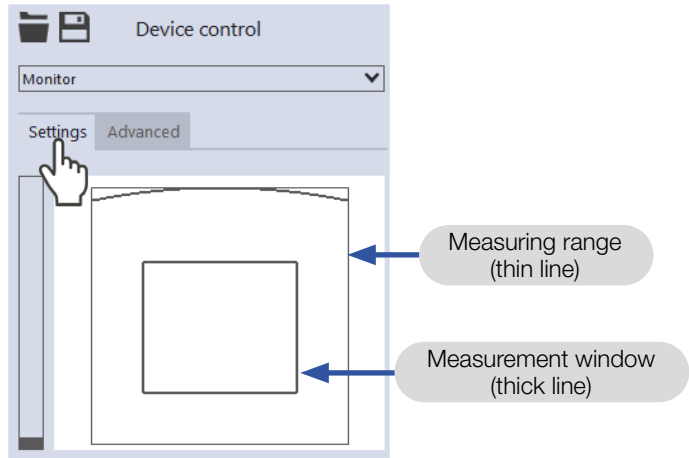 Device control
Monitor
Settings
Advanced
Measuring range
(thin line)
Measurement window
(thick line)